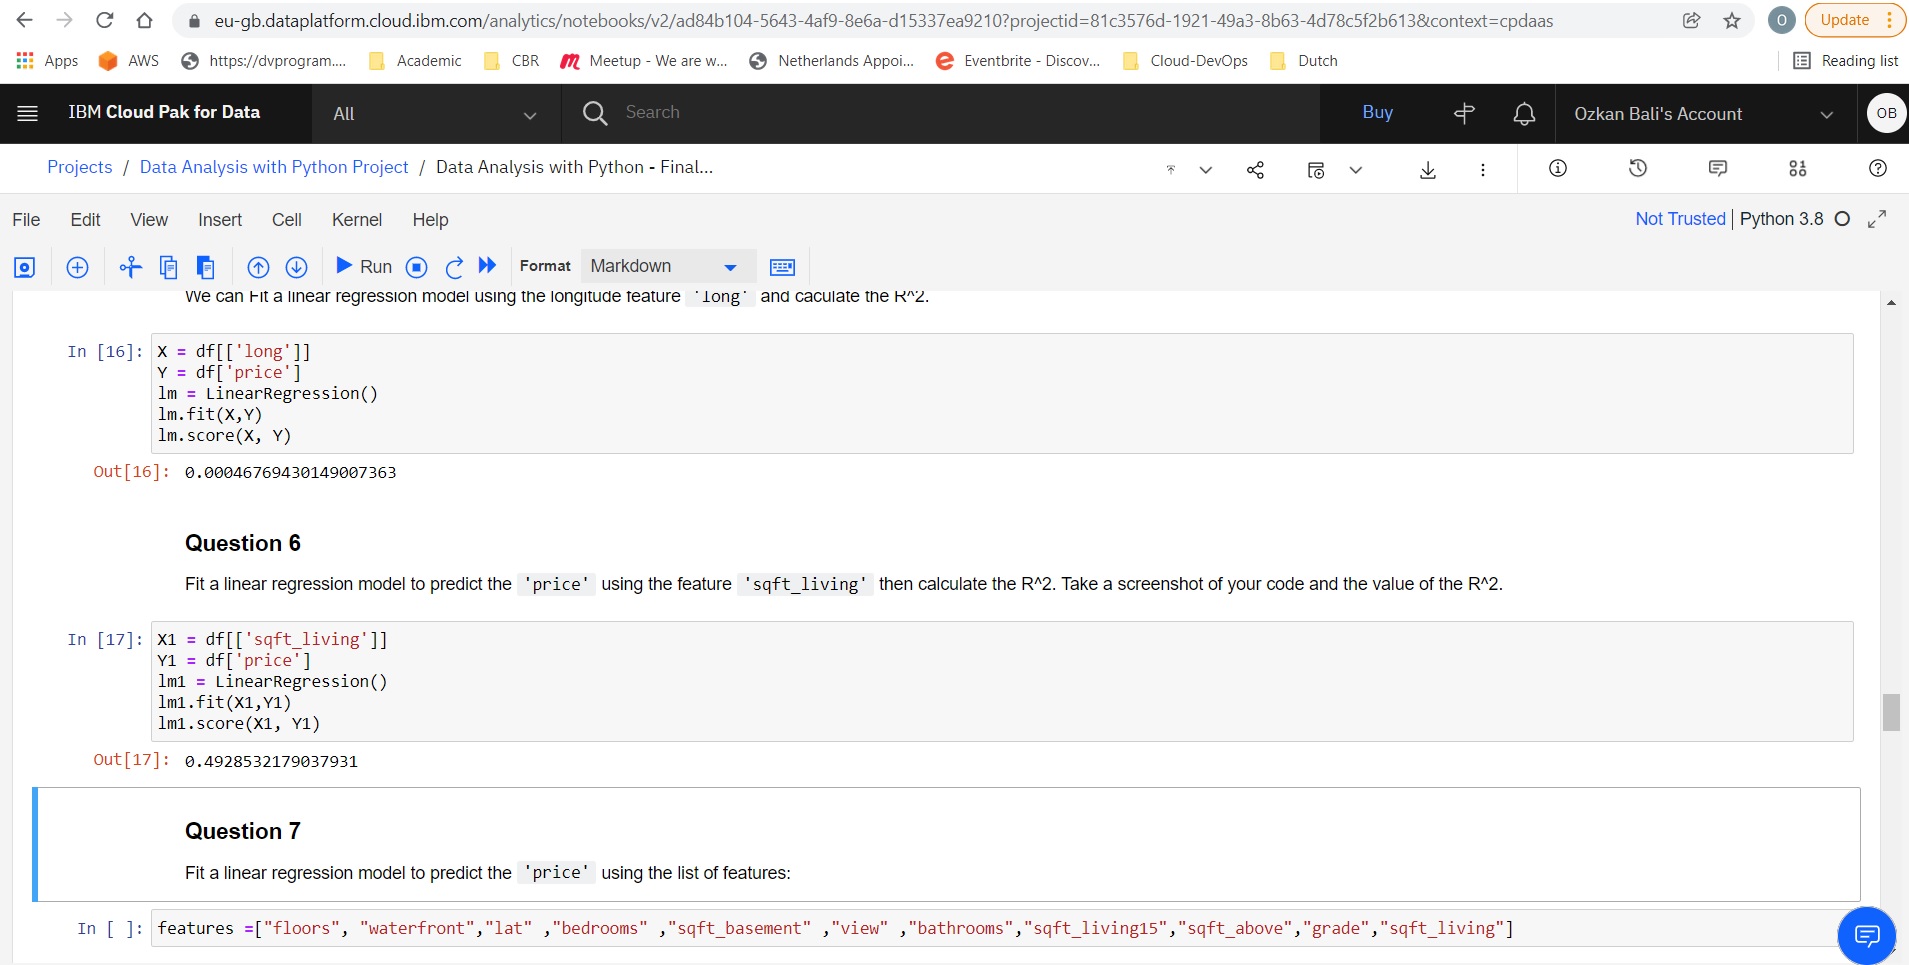 eu-gb.dataplatform.cloud.ibm.com/analytics/notebooks/v2/ad84b104-5643-4af9-8e6a-d15337ea9210?projectid=81c3576d-1921-49a3-8b63-4d78c5f2b613&context=cpdaas
O
Update
Apps AWS https://dvprogram.... Academic CBR Meetup - We are w... Netherlands Appoi... Eventbrite - Discov... Cloud-DevOps Dutch Reading list
IBM Cloud Pak for Data All Search Buy Ozkan Bali's Account OB
Projects / Data Analysis with Python Project / Data Analysis with Python - Final...
File Edit View Insert Cell Kernel Help Not Trusted Python 3.8
Run Format Markdown
We can Fit a linear regression model using the longitude feature 'long' and caculate the R^2.
In [16]: X = df[['long']]
Y = df['price']
lm = LinearRegression()
lm.fit(X,Y)
lm.score(X, Y)
Out[16]: 0.00046769430149007363
Question 6
Fit a linear regression model to predict the 'price' using the feature 'sqft_living' then calculate the R^2. Take a screenshot of your code and the value of the R^2.
In [17]: X1 = df[['sqft_living']]
Y1 = df['price']
lm1 = LinearRegression()
lm1.fit(X1,Y1)
lm1.score(X1, Y1)
Out[17]: 0.4928532179037931
Question 7
Fit a linear regression model to predict the 'price' using the list of features:
In [ ]: features =["floors", "waterfront","lat" ,"bedrooms" ,"sqft_basement" ,"view" ,"bathrooms","sqft_living15","sqft_above","grade","sqft_living"]